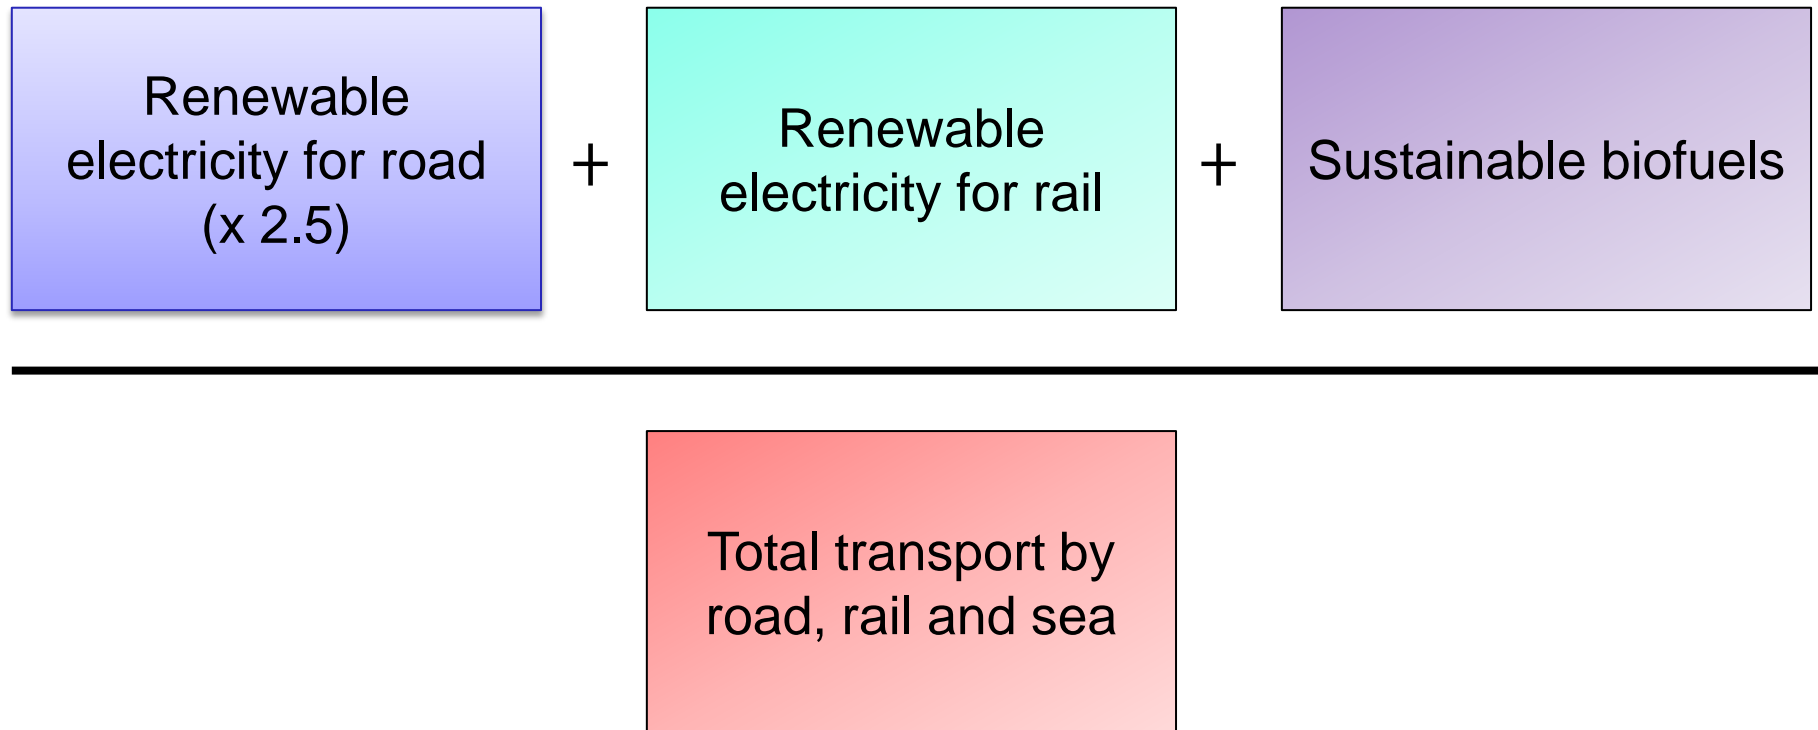 Renewable
electricity for road
(x 2.5)
+
Renewable
electricity for rail
+
Sustainable biofuels
Total transport by
road, rail and sea